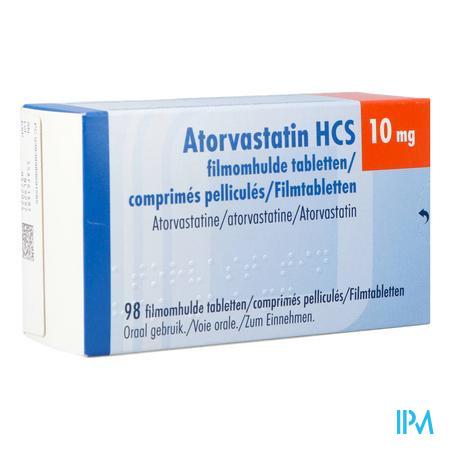 Atorvastatin HCS 10 mg
filmomhulde tabletten/
comprimés pelliculés/Filmtabletten
Atorvastatine/atorvastatine/Atorvastatin
98 filmomhulde tabletten/comprimés pelliculés/Filmtabletten
Oraal gebruik./Voie orale./Zum Einnehmen.
IPM